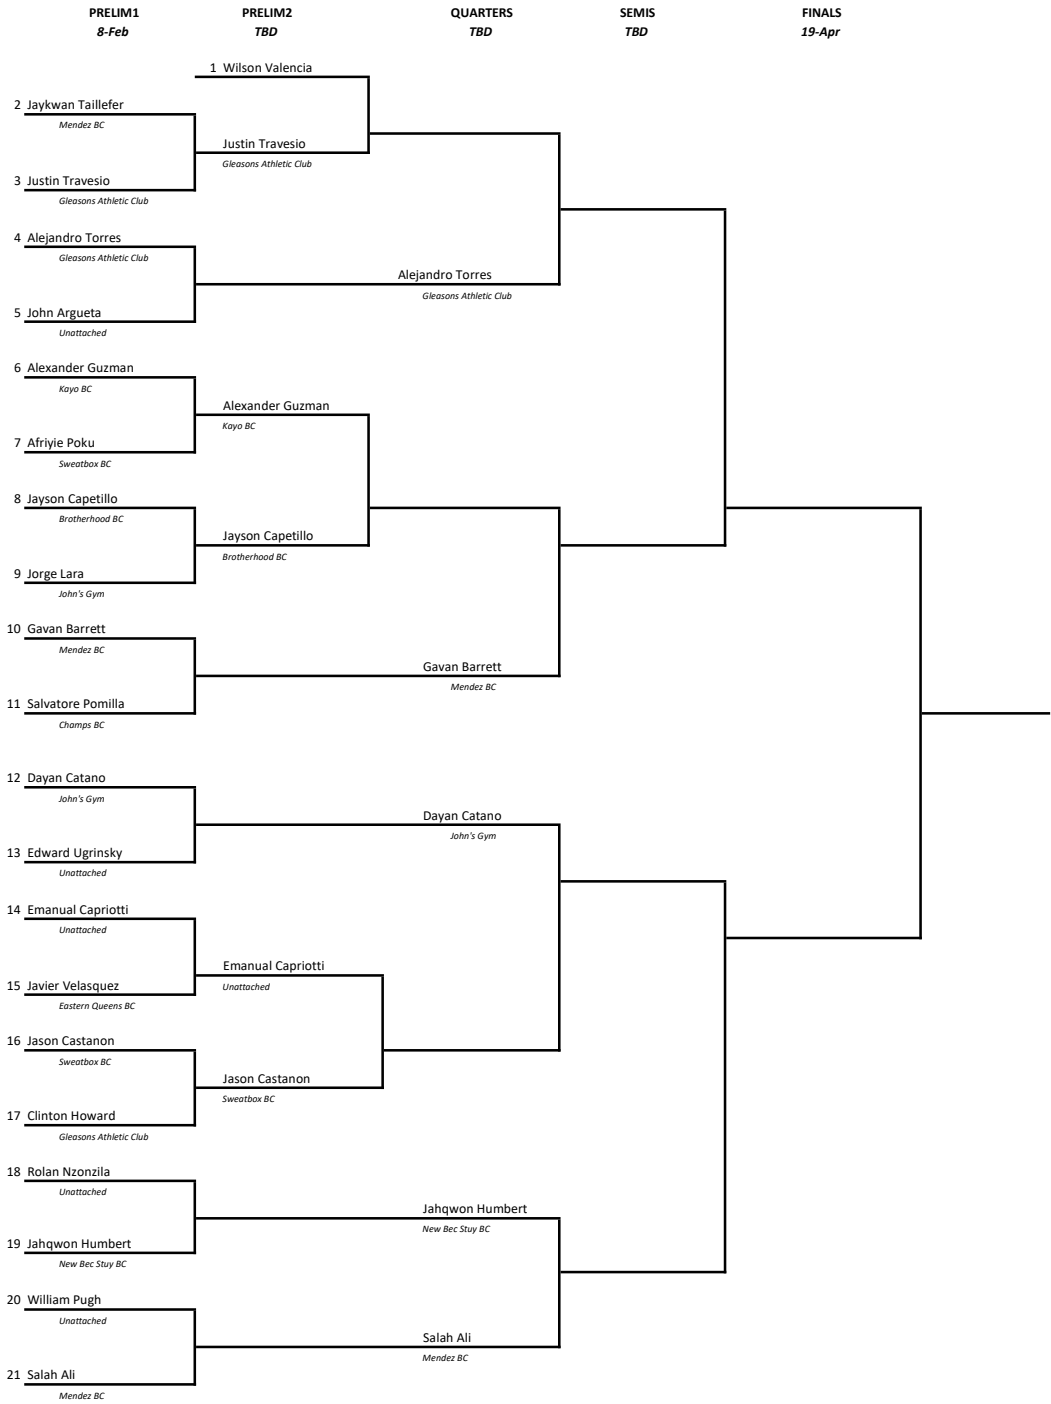 PRELIM1 PRELIM2 QUARTERS SEMIS FINALS
8-Feb TBD TBD TBD 19-Apr
1 Wilson Valencia
2 Jaykwan Taillefer
Mendez BC
Justin Travesio
Gleasons Athletic Club
3 Justin Travesio
Gleasons Athletic Club
4 Alejandro Torres
Gleasons Athletic Club
Alejandro Torres
Gleasons Athletic Club
5 John Argueta
Unattached
6 Alexander Guzman
Kayo BC
Alexander Guzman
Kayo BC
7 Afriyie Poku
Sweatbox BC
8 Jayson Capetillo
Brotherhood BC
Jayson Capetillo
Brotherhood BC
9 Jorge Lara
John's Gym
10 Gavan Barrett
Mendez BC
Gavan Barrett
Mendez BC
11 Salvatore Pomilla
Champs BC
12 Dayan Catano
John's Gym
Dayan Catano
John's Gym
13 Edward Ugrinsky
Unattached
14 Emanual Capriotti
Unattached
Emanual Capriotti
Unattached
15 Javier Velasquez
Eastern Queens BC
16 Jason Castanon
Sweatbox BC
Jason Castanon
Sweatbox BC
17 Clinton Howard
Gleasons Athletic Club
18 Rolan Nzonzila
Unattached
Jahqwon Humbert
New Bec Stuy BC
19 Jahqwon Humbert
New Bec Stuy BC
20 William Pugh
Unattached
Salah Ali
Mendez BC
21 Salah Ali
Mendez BC